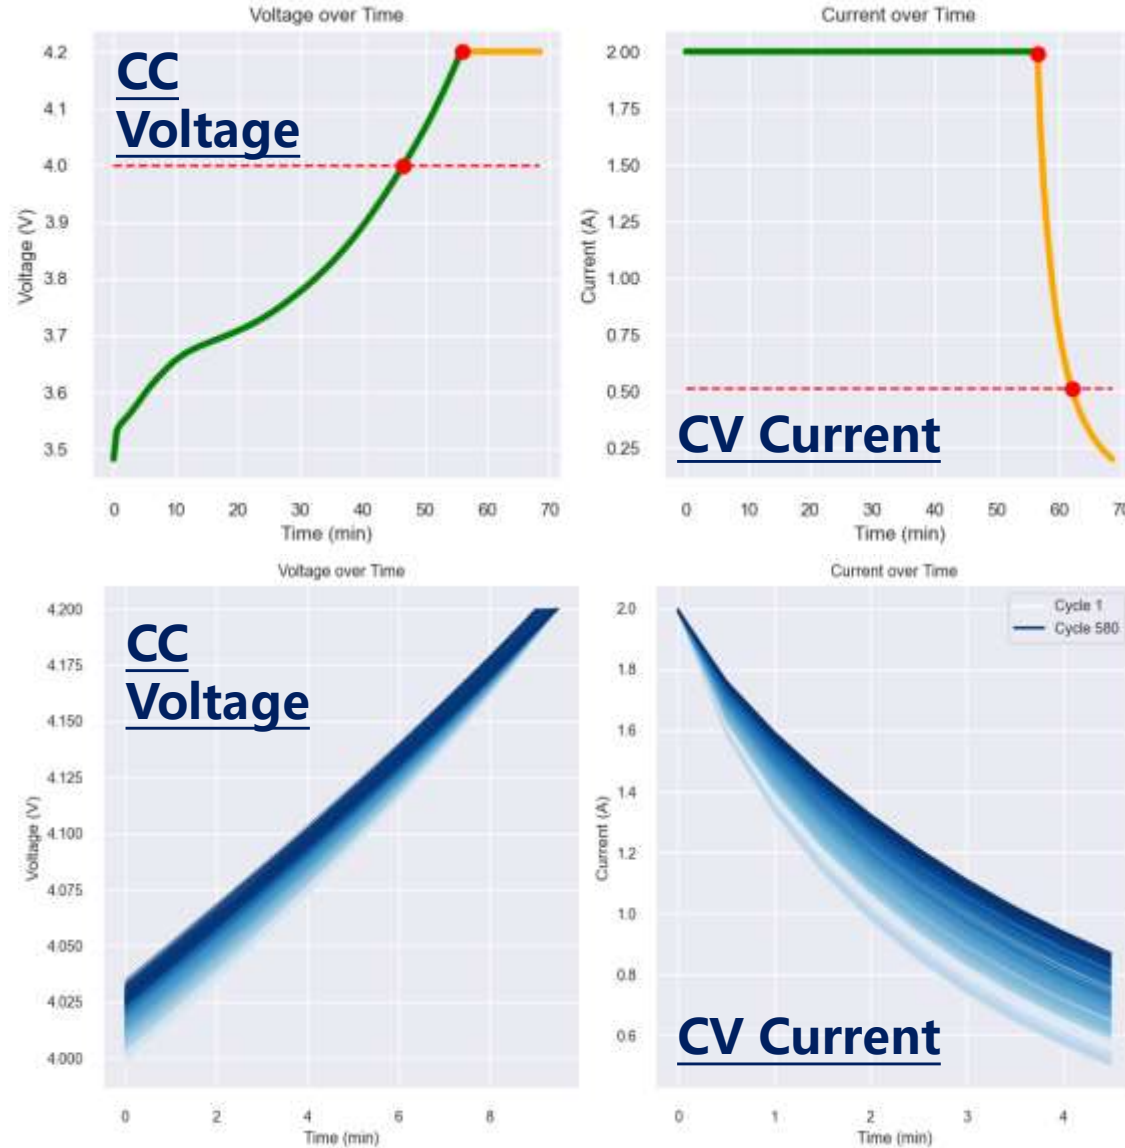 Voltage over Time
CC
Voltage
Voltage (V)
4.2
4.1
4.0
3.9
3.8
3.7
3.6
3.5
0 10 20 30 40 50 60 70
Time (min)
Current over Time
Current (A)
2.00
1.75
1.50
1.25
1.00
0.75
0.50
0.25
CV Current
0 10 20 30 40 50 60 70
Time (min)
Voltage over Time
CC
Voltage
Voltage (V)
4.200
4.175
4.150
4.125
4.100
4.075
4.050
4.025
4.000
0 2 4 6 8
Time (min)
Current over Time
Cycle 1
Cycle 580
Current (A)
2.0
1.8
1.6
1.4
1.2
1.0
0.8
0.6
CV Current
0 1 2 3 4
Time (min)